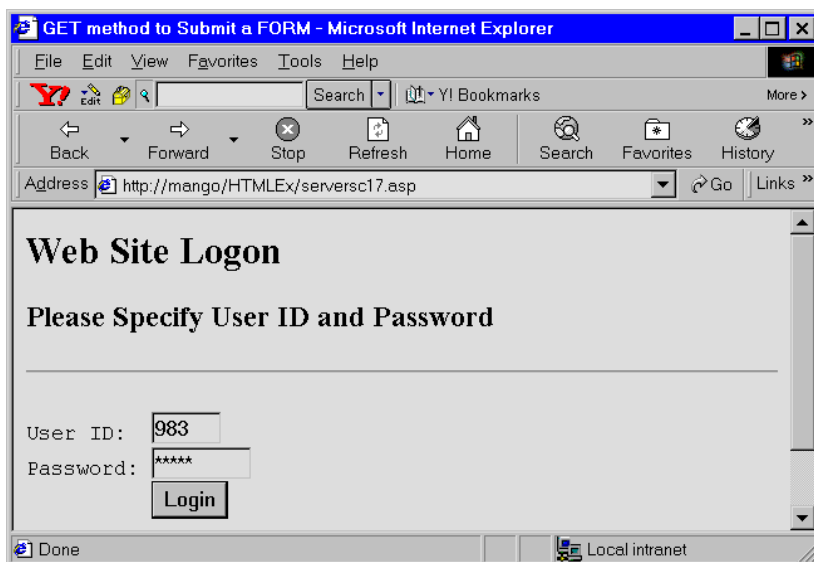 GET method to Submit a FORM - Microsoft Internet Explorer
File Edit View Favorites Tools Help
Y! Edit Search Y! Bookmarks More >
Back Forward Stop Refresh Home Search Favorites History »
Address http://mango/HTMLEx/serversc17.asp Go Links »
Web Site Logon
Please Specify User ID and Password
User ID: 983
Password: *****
Login
Done Local intranet